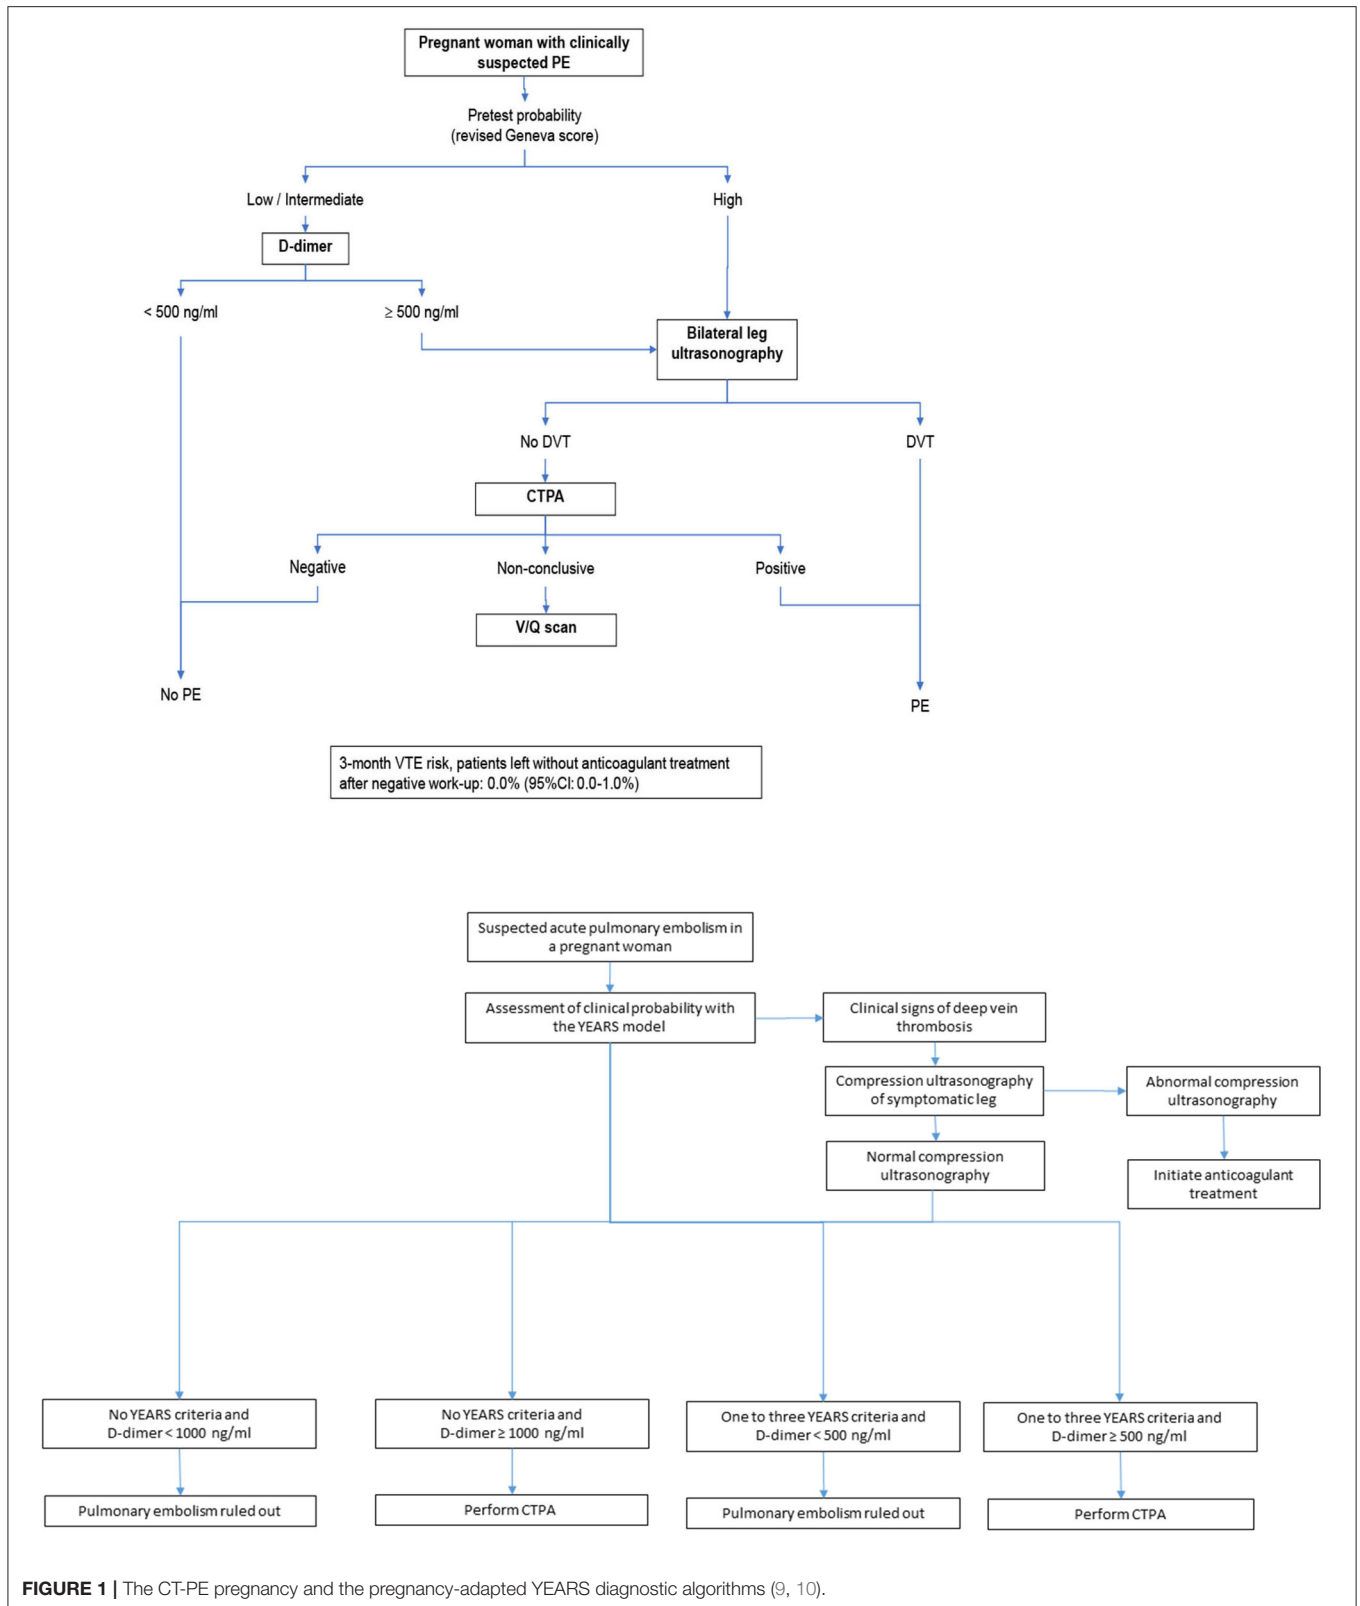 Pregnant woman with clinically
suspected PE
Pretest probability
(revised Geneva score)
Low / Intermediate
High
D-dimer
< 500 ng/ml
≥ 500 ng/ml
Bilateral leg
ultrasonography
No DVT
DVT
CTPA
Negative
Non-conclusive
Positive
V/Q scan
No PE
PE
3-month VTE risk, patients left without anticoagulant treatment
after negative work-up: 0.0% (95%CI: 0.0-1.0%)
Suspected acute pulmonary embolism in
a pregnant woman
Assessment of clinical probability with
the YEARS model
Clinical signs of deep vein
thrombosis
Compression ultrasonography
of symptomatic leg
Abnormal compression
ultrasonography
Normal compression
ultrasonography
Initiate anticoagulant
treatment
No YEARS criteria and
D-dimer < 1000 ng/ml
No YEARS criteria and
D-dimer ≥ 1000 ng/ml
One to three YEARS criteria and
D-dimer < 500 ng/ml
One to three YEARS criteria and
D-dimer ≥ 500 ng/ml
Pulmonary embolism ruled out
Perform CTPA
Pulmonary embolism ruled out
Perform CTPA
FIGURE 1 | The CT-PE pregnancy and the pregnancy-adapted YEARS diagnostic algorithms (9, 10).